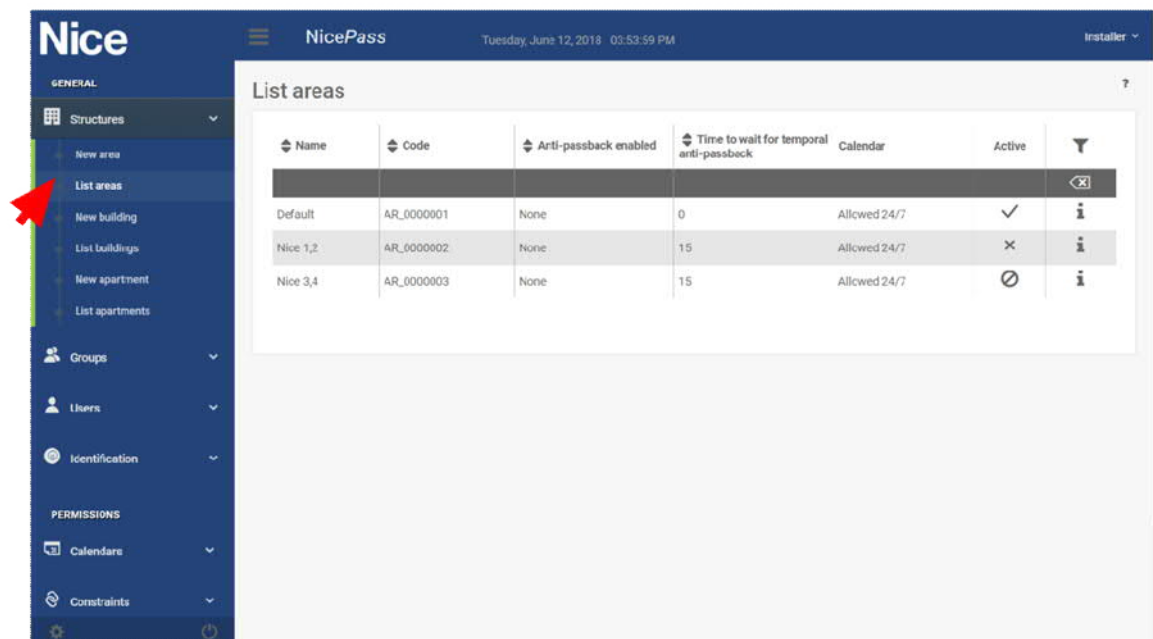 Nice
NicePass
Tuesday, June 12, 2018 03:53:59 PM
Installer
GENERAL
Structures
New area
List areas
New building
List buildings
New apartment
List apartments
Groups
Users
Identification
PERMISSIONS
Calendars
Constraints
List areas
?
Name Code Anti-passback enabled Time to wait for temporal anti-passback Calendar Active
Default AR_0000001 None 0 Allowed 24/7
Nice 1,2 AR_0000002 None 15 Allowed 24/7
Nice 3,4 AR_0000003 None 15 Allowed 24/7